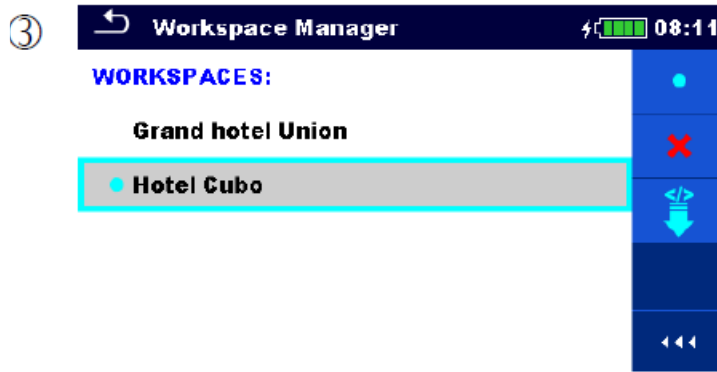 ③
Workspace Manager
08:11
WORKSPACES:
Grand hotel Union
Hotel Cubo
</>